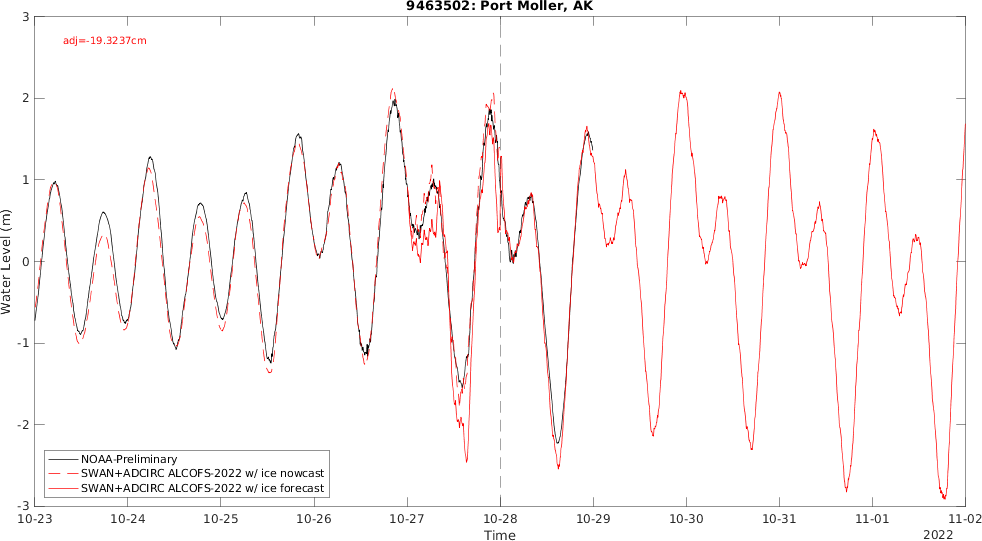 9463502: Port Moller, AK
adj=-19.3237cm
3
2
1
0
-1
-2
-3
Water Level (m)
NOAA-Preliminary
SWAN+ADCIRC ALCOFS-2022 w/ ice nowcast
SWAN+ADCIRC ALCOFS-2022 w/ ice forecast
10-23 10-24 10-25 10-26 10-27 10-28 10-29 10-30 10-31 11-01 11-02
Time
2022